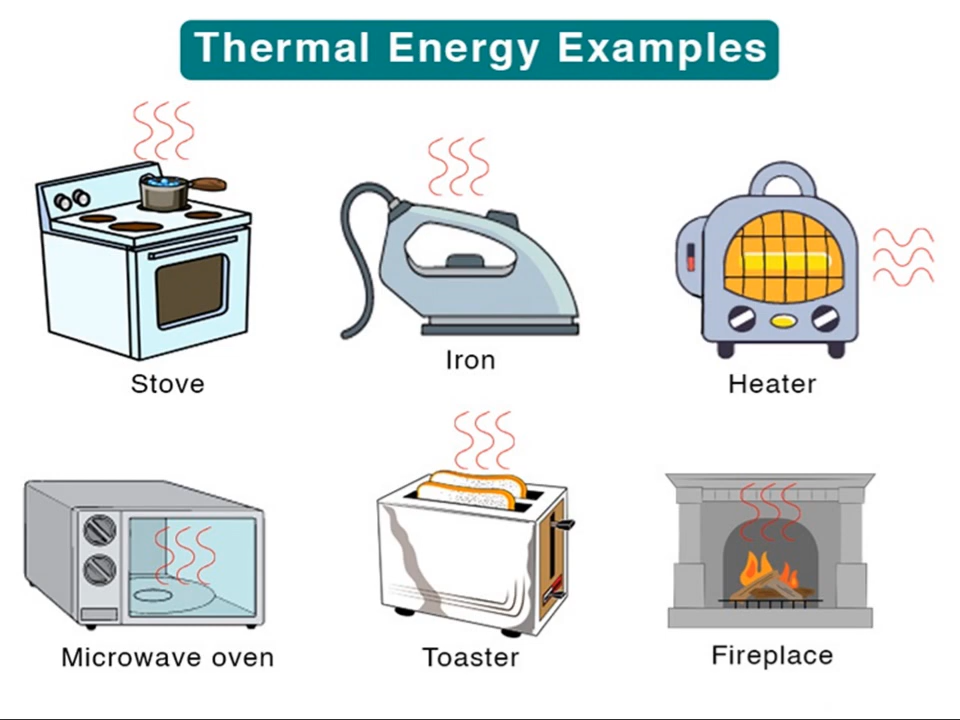 Thermal Energy Examples
Stove
Iron
Heater
Microwave oven
Toaster
Fireplace